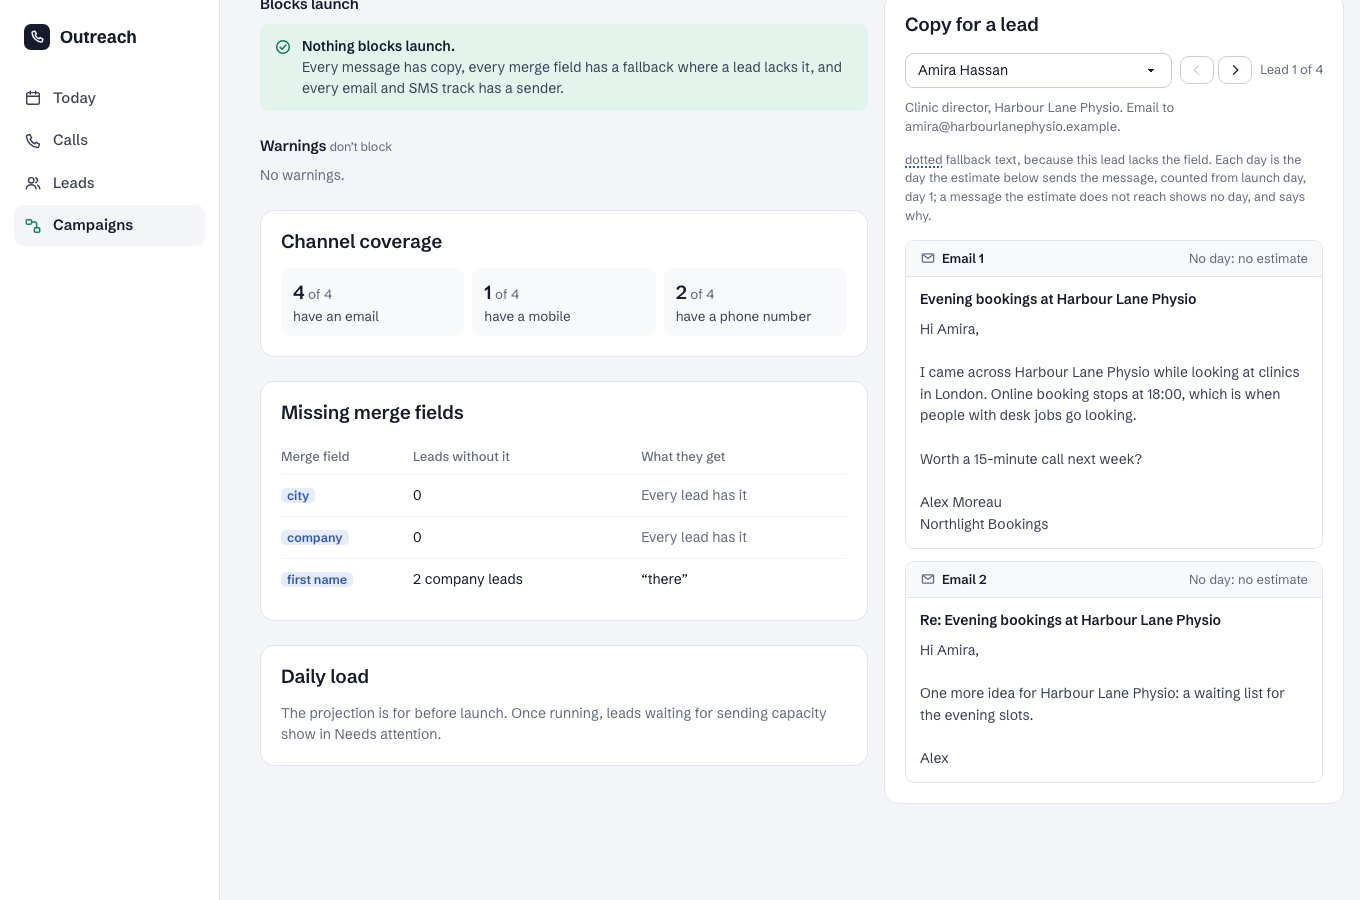 Outreach
Today
Calls
Leads
Campaigns
Blocks launch
Nothing blocks launch.
Every message has copy, every merge field has a fallback where a lead lacks it, and
every email and SMS track has a sender.
Warnings don't block
No warnings.
Channel coverage
4 of 4
have an email
1 of 4
have a mobile
2 of 4
have a phone number
Missing merge fields
Merge field Leads without it What they get
city 0 Every lead has it
company 0 Every lead has it
first name 2 company leads “there”
Daily load
The projection is for before launch. Once running, leads waiting for sending capacity
show in Needs attention.
Copy for a lead
Amira Hassan
Lead 1 of 4
Clinic director, Harbour Lane Physio. Email to
amira@harbourlanephysio.example.
dotted fallback text, because this lead lacks the field. Each day is the
day the estimate below sends the message, counted from launch day,
day 1; a message the estimate does not reach shows no day, and says
why.
Email 1 No day: no estimate
Evening bookings at Harbour Lane Physio
Hi Amira,
I came across Harbour Lane Physio while looking at clinics
in London. Online booking stops at 18:00, which is when
people with desk jobs go looking.
Worth a 15-minute call next week?
Alex Moreau
Northlight Bookings
Email 2 No day: no estimate
Re: Evening bookings at Harbour Lane Physio
Hi Amira,
One more idea for Harbour Lane Physio: a waiting list for
the evening slots.
Alex